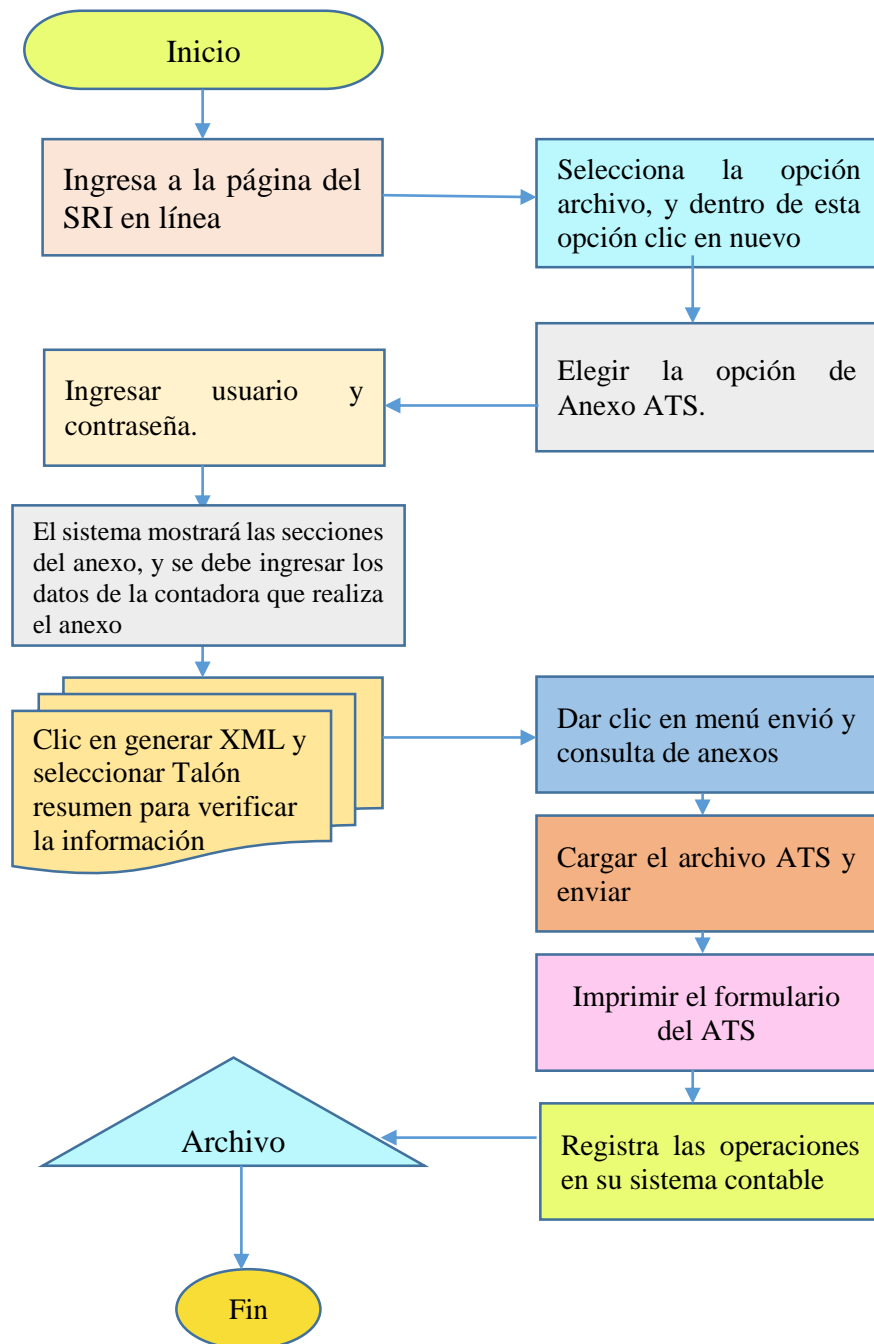 Inicio
Ingresa a la página del
SRI en línea
Selecciona la opción
archivo, y dentro de esta
opción clic en nuevo
Elegir la opción de
Anexo ATS.
Ingresar usuario y
contraseña.
El sistema mostrará las secciones
del anexo, y se debe ingresar los
datos de la contadora que realiza
el anexo
Clic en generar XML y
seleccionar Talón
resumen para verificar
la información
Dar clic en menú envió y
consulta de anexos
Cargar el archivo ATS y
enviar
Imprimir el formulario
del ATS
Registra las operaciones
en su sistema contable
Archivo
Fin